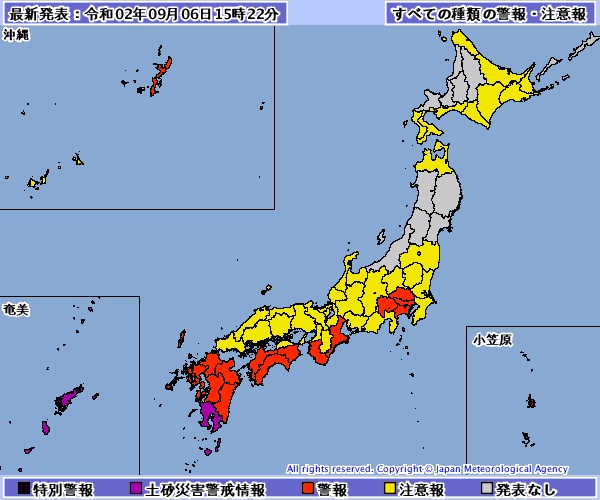 最新発表：令和02年09月06日15時22分
すべての種類の警報・注意報
沖縄
奄美
小笠原
All rights reserved. Copyright © Japan Meteorological Agency
特別警報 土砂災害警戒情報 警報 注意報 発表なし